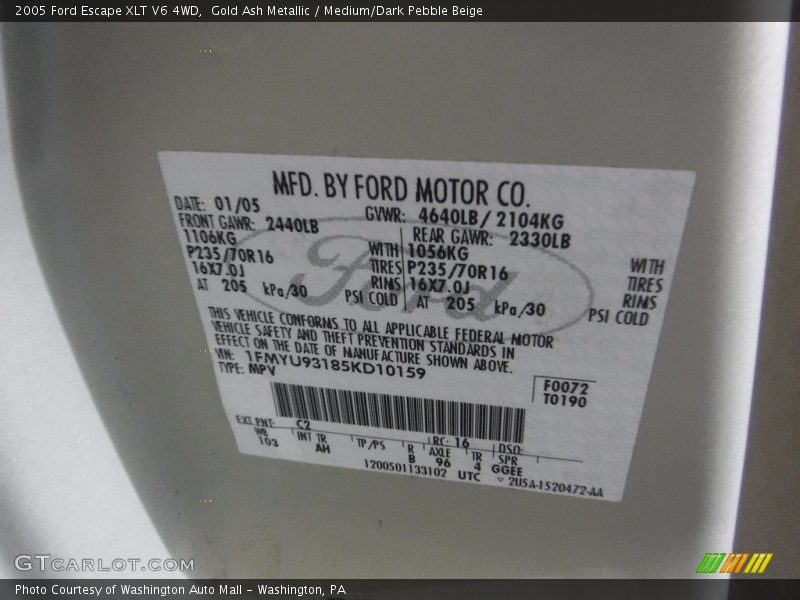 2005 Ford Escape XLT V6 4WD,  Gold Ash Metallic / Medium/Dark Pebble Beige
MFD. BY FORD MOTOR CO.
DATE: 01/05 GVWR: 4640LB/ 2104KG
FRONT GAWR: 2440LB REAR GAWR: 2330LB
1106KG WITH 1056KG WITH
P235/70R16 TIRES P235/70R16 TIRES
16X7.0J RIMS 16X7.0J RIMS
AT 205 kPa/30 PSI COLD AT 205 kPa/30 PSI COLD
Ford
THIS VEHICLE CONFORMS TO ALL APPLICABLE FEDERAL MOTOR
VEHICLE SAFETY AND THEFT PREVENTION STANDARDS IN
EFFECT ON THE DATE OF MANUFACTURE SHOWN ABOVE.
VIN: 1FMYU93185KD10159
TYPE: MPV
F0072
T0190
EXT PNT: C2 RC: 16 DSO:
WB INT TR TP/PS R AXLE TR SPR
103 AH B 96 4 GGEE
1200501133102 UTC 2USA-1520472-AA
GTCARLOT.COM
Photo Courtesy of Washington Auto Mall - Washington, PA